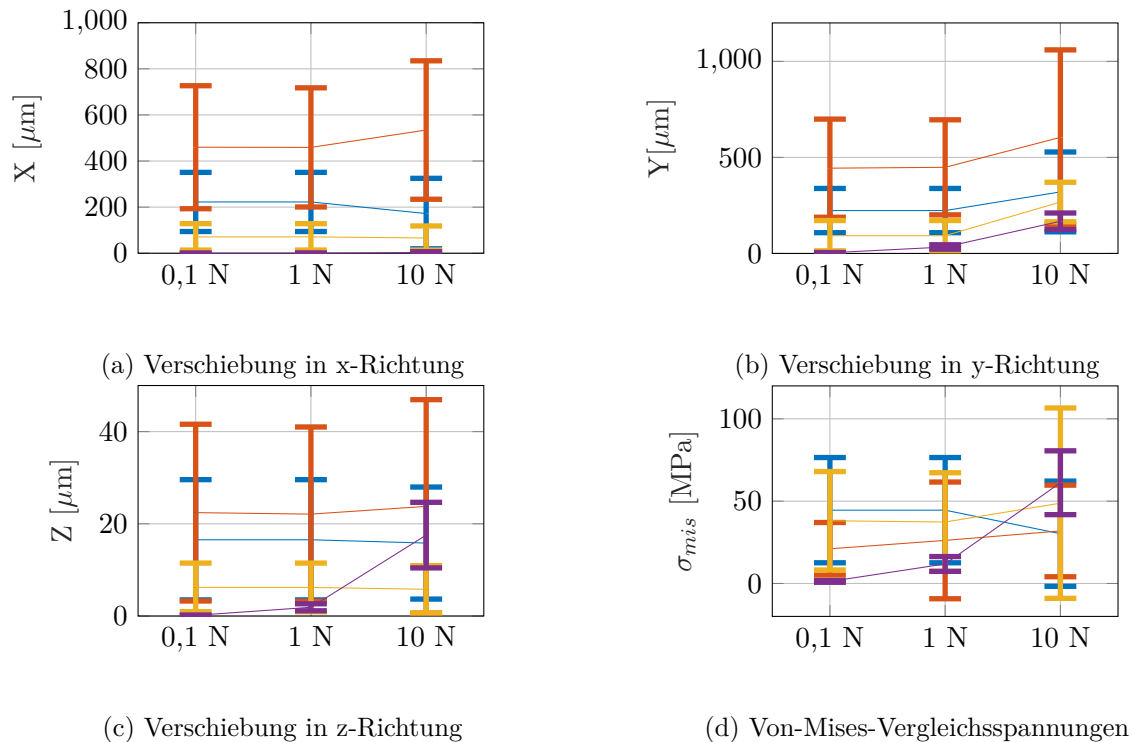 1,000
800
600
400
200
0
X [μm]
0,1 N 1 N 10 N
(a) Verschiebung in x-Richtung
1,000
500
0
Y[μm]
0,1 N 1 N 10 N
(b) Verschiebung in y-Richtung
40
20
0
Z [μm]
0,1 N 1 N 10 N
(c) Verschiebung in z-Richtung
100
50
0
σmis [MPa]
0,1 N 1 N 10 N
(d) Von-Mises-Vergleichsspannungen